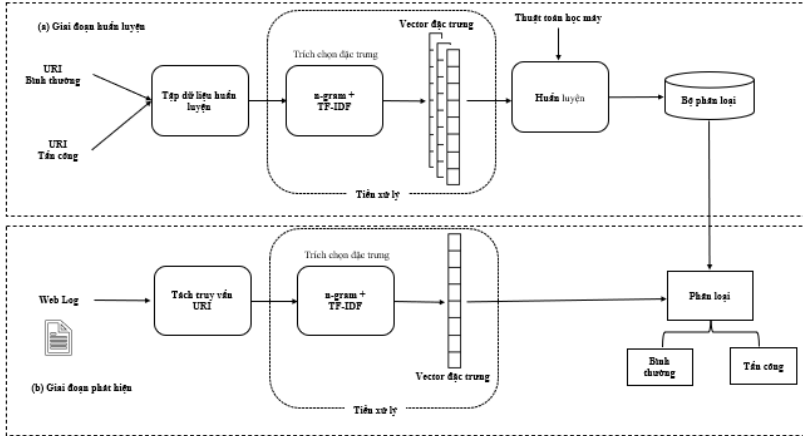 (a) Giai đoạn huấn luyện
Thuật toán học máy
Vector đặc trưng
Trích chọn đặc trưng
URI
Bình thường
URI
Tấn công
Tập dữ liệu huấn
luyện
n-gram +
TF-IDF
Huấn luyện
Bộ phân loại
Tiền xử lý
Trích chọn đặc trưng
Web Log
Tách truy vấn
URI
n-gram +
TF-IDF
Phân loại
Bình
thường
Tấn công
Vector đặc trưng
(b) Giai đoạn phát hiện
Tiền xử lý